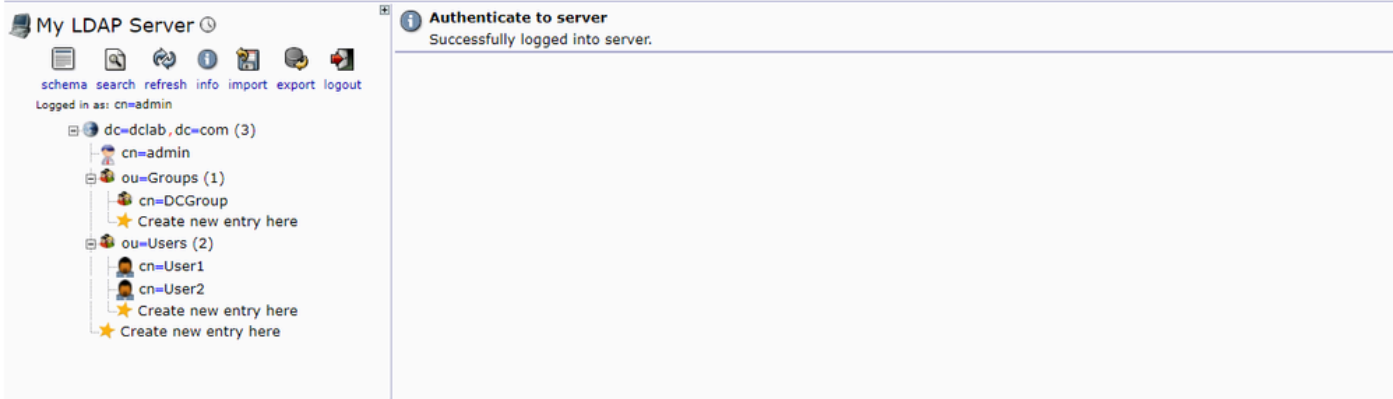 My LDAP Server
schema search refresh info import export logout
Logged in as: cn=admin
dc=dclab,dc=com (3)
cn=admin
ou=Groups (1)
cn=DCGroup
Create new entry here
ou=Users (2)
cn=User1
cn=User2
Create new entry here
Create new entry here
Authenticate to server
Successfully logged into server.